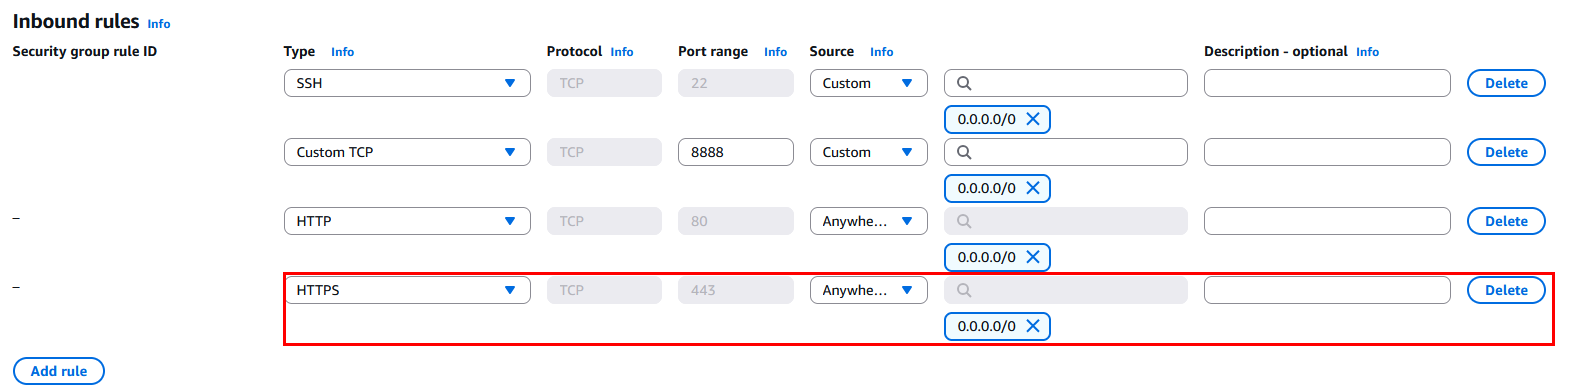 Inbound rules Info
Security group rule ID Type Info Protocol Info Port range Info Source Info Description - optional Info
SSH TCP 22 Custom Delete
0.0.0.0/0
Custom TCP TCP 8888 Custom Delete
0.0.0.0/0
– HTTP TCP 80 Anywhe... Delete
0.0.0.0/0
– HTTPS TCP 443 Anywhe... Delete
0.0.0.0/0
Add rule